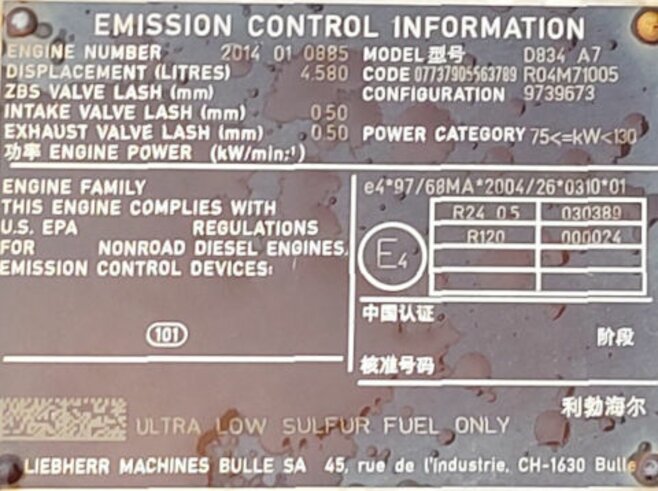 EMISSION CONTROL INFORMATION
ENGINE NUMBER 2014 01 0885 MODEL型号 D834 A7
DISPLACEMENT (LITRES) 4.580 CODE 07737905563789 R04M71005
ZBS VALVE LASH (mm) CONFIGURATION 9739673
INTAKE VALVE LASH (mm) 0.50
EXHAUST VALVE LASH (mm) 0.50 POWER CATEGORY 75<=kW<130
功率 ENGINE POWER (kW/min⁻¹)
ENGINE FAMILY
THIS ENGINE COMPLIES WITH
U.S. EPA REGULATIONS
FOR NONROAD DIESEL ENGINES.
EMISSION CONTROL DEVICES:
101
e4*97/68MA*2004/26*0310*01
E4
R24 0.5 030389
R120 000024
中国认证
阶段
核准号码
利勃海尔
ULTRA LOW SULFUR FUEL ONLY
LIEBHERR MACHINES BULLE SA 45, rue de l'industrie, CH-1630 Bulle